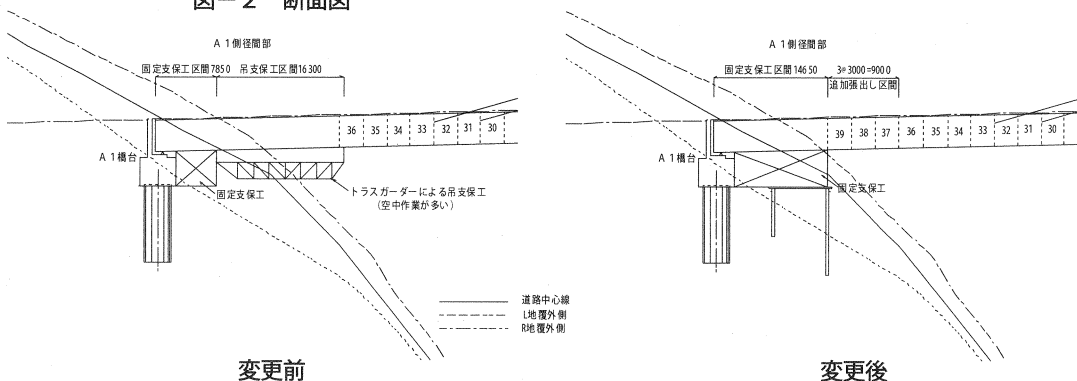 図－2　断面図
A1側径間部
固定支保工区間7850 吊支保工区間16300
36 35 34 33 32 31 30
A1橋台
固定支保工
トラスガーダーによる吊支保工
(空中作業が多い)
変更前
道路中心線
L地覆外側
R地覆外側
A1側径間部
固定支保工区間14650 3@3000=9000
追加張出し区間
39 38 37 36 35 34 33 32 31 30
A1橋台
固定支保工
変更後